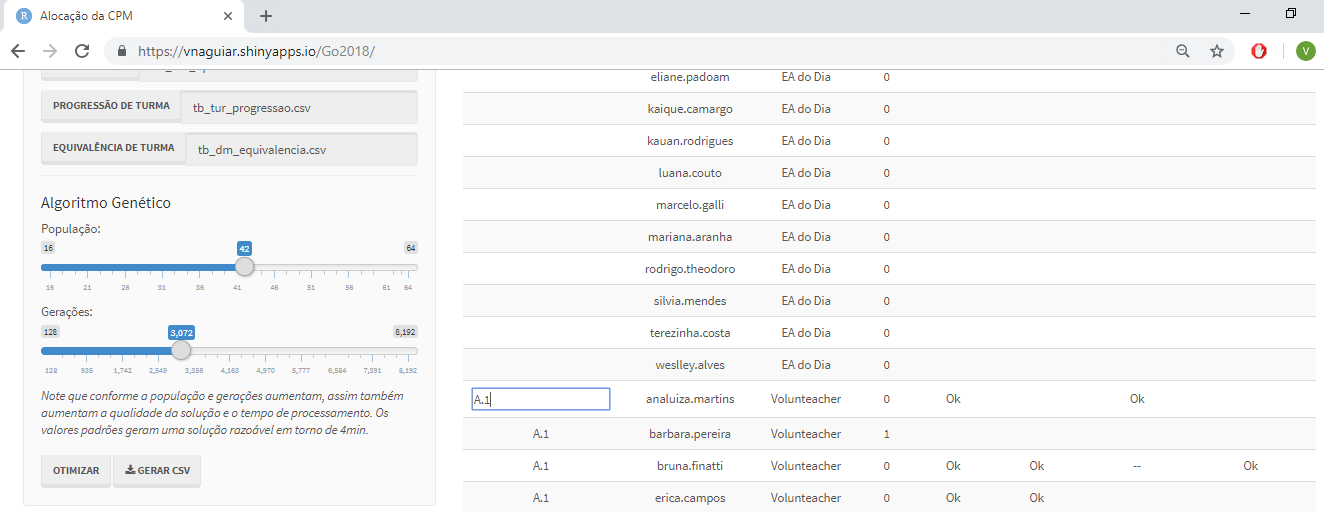 Alocação da CPM
https://vnaguiar.shinyapps.io/Go2018/
V
PROGRESSÃO DE TURMA tb_tur_progressao.csv
EQUIVALÊNCIA DE TURMA tb_dm_equivalencia.csv
Algoritmo Genético
População:
16 42 64
16 21 26 31 36 41 46 51 56 61 64
Gerações:
128 3,072 8,192
128 935 1,742 2,549 3,356 4,163 4,970 5,777 6,584 7,391 8,192
Note que conforme a população e gerações aumentam, assim também
aumentam a qualidade da solução e o tempo de processamento. Os
valores padrões geram uma solução razoável em torno de 4min.
OTIMIZAR GERAR CSV
eliane.padoam EA do Dia 0
kaique.camargo EA do Dia 0
kauan.rodrigues EA do Dia 0
luana.couto EA do Dia 0
marcelo.galli EA do Dia 0
mariana.aranha EA do Dia 0
rodrigo.theodoro EA do Dia 0
silvia.mendes EA do Dia 0
terezinha.costa EA do Dia 0
weslley.alves EA do Dia 0
A.1 analuiza.martins Volunteacher 0 Ok Ok
A.1 barbara.pereira Volunteacher 1
A.1 bruna.finatti Volunteacher 0 Ok Ok -- Ok
A.1 erica.campos Volunteacher 0 Ok Ok